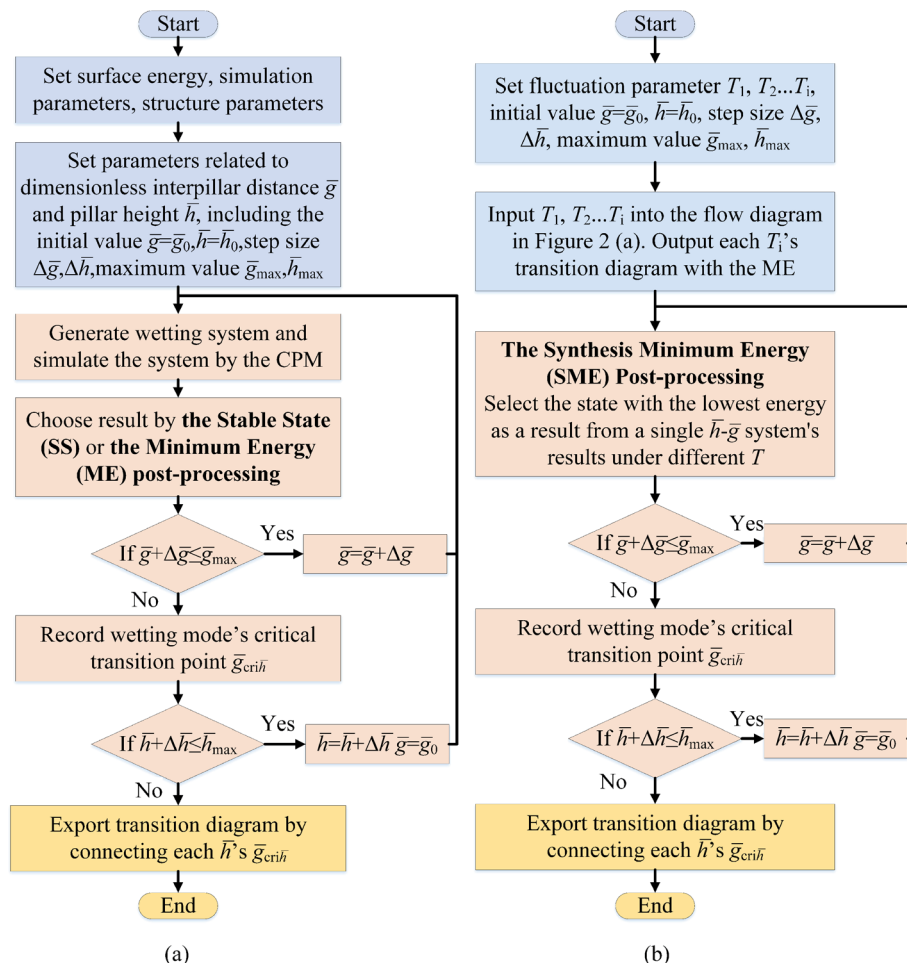 Start
Set surface energy, simulation
parameters, structure parameters
Set parameters related to
dimensionless interpillar distance g̅
and pillar height h̅, including the
initial value g̅=g̅₀,h̅=h̅₀,step size
Δg̅,Δh̅,maximum value g̅max,h̅max
Generate wetting system and
simulate the system by the CPM
Choose result by the Stable State
(SS) or the Minimum Energy
(ME) post-processing
If g̅+Δg̅≤g̅max
Yes
g̅=g̅+Δg̅
No
Record wetting mode's critical
transition point g̅crih̅
If h̅+Δh̅≤h̅max
Yes
h̅=h̅+Δh̅ g̅=g̅₀
No
Export transition diagram by
connecting each h̅'s g̅crih̅
End
(a)
Start
Set fluctuation parameter T₁, T₂...Tᵢ,
initial value g̅=g̅₀, h̅=h̅₀, step size Δg̅,
Δh̅, maximum value g̅max, h̅max
Input T₁, T₂...Tᵢ into the flow diagram
in Figure 2 (a). Output each Tᵢ's
transition diagram with the ME
The Synthesis Minimum Energy
(SME) Post-processing
Select the state with the lowest energy
as a result from a single h̅-g̅ system's
results under different T
If g̅+Δg̅≤g̅max
Yes
g̅=g̅+Δg̅
No
Record wetting mode's critical
transition point g̅crih̅
If h̅+Δh̅≤h̅max
Yes
h̅=h̅+Δh̅ g̅=g̅₀
No
Export transition diagram by
connecting each h̅'s g̅crih̅
End
(b)